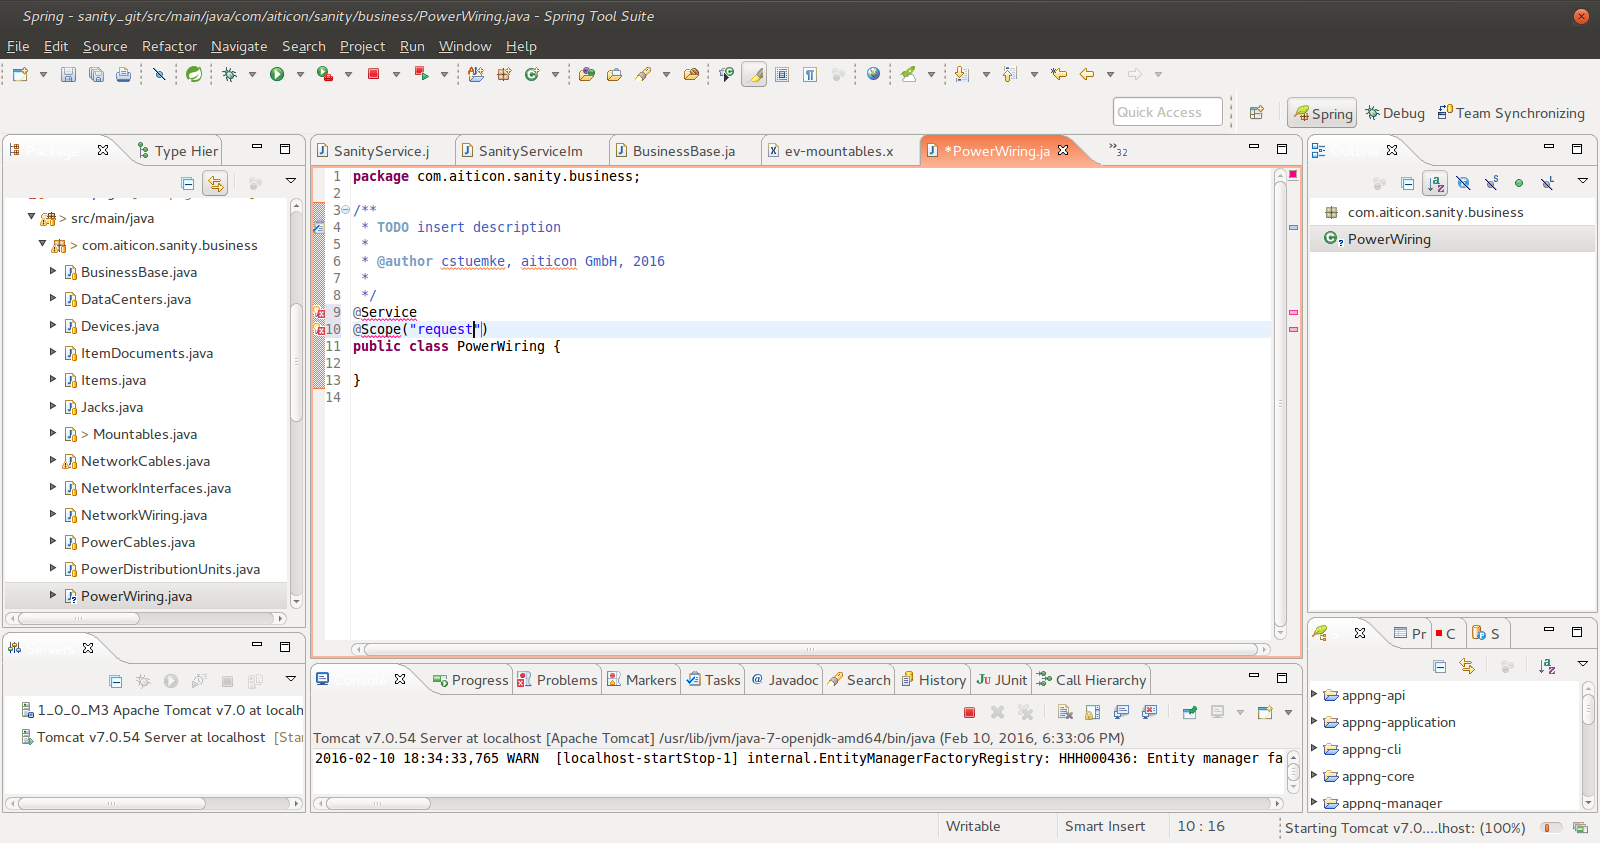 Spring - sanity_git/src/main/java/com/aiticon/sanity/business/PowerWiring.java - Spring Tool Suite
File Edit Source Refactor Navigate Search Project Run Window Help
Quick Access
Spring
Debug
Team Synchronizing
Package
Type Hier
> src/main/java
> com.aiticon.sanity.business
BusinessBase.java
DataCenters.java
Devices.java
ItemDocuments.java
Items.java
Jacks.java
> Mountables.java
NetworkCables.java
NetworkInterfaces.java
NetworkWiring.java
PowerCables.java
PowerDistributionUnits.java
PowerWiring.java
Servers
1_0_0_M3 Apache Tomcat v7.0 at localh
Tomcat v7.0.54 Server at localhost [Star
SanityService.j
SanityServiceIm
BusinessBase.ja
ev-mountables.x
*PowerWiring.ja
»32
1 package com.aiticon.sanity.business;
2
3 /**
4 * TODO insert description
5 *
6 * @author cstuemke, aiticon GmbH, 2016
7 *
8 */
9 @Service
10 @Scope("request")
11 public class PowerWiring {
12
13 }
14
Console
Progress
Problems
Markers
Tasks
@ Javadoc
Search
History
JUnit
Call Hierarchy
Tomcat v7.0.54 Server at localhost [Apache Tomcat] /usr/lib/jvm/java-7-openjdk-amd64/bin/java (Feb 10, 2016, 6:33:06 PM)
2016-02-10 18:34:33,765 WARN [localhost-startStop-1] internal.EntityManagerFactoryRegistry: HHH000436: Entity manager fa
com.aiticon.sanity.business
PowerWiring
S
Pr
C
S
appng-api
appng-application
appng-cli
appng-core
appng-manager
Writable
Smart Insert
10 : 16
Starting Tomcat v7.0....lhost: (100%)